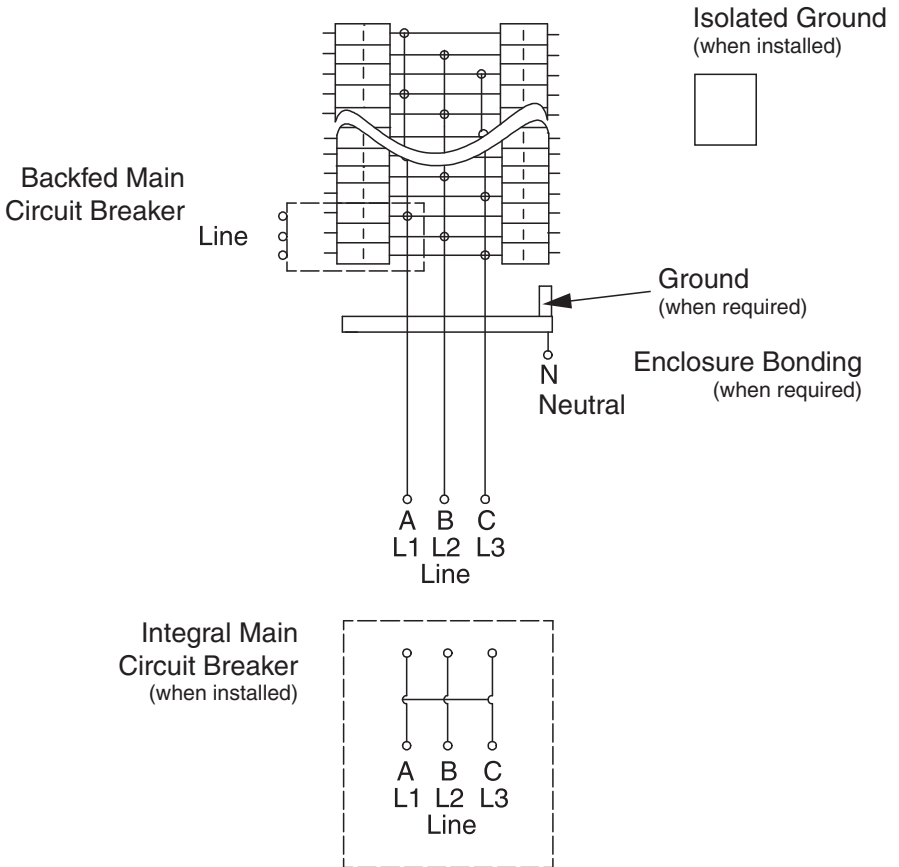 Isolated Ground
(when installed)
Backfed Main
Circuit Breaker
Line
Ground
(when required)
Enclosure Bonding
(when required)
N
Neutral
A B C
L1 L2 L3
Line
Integral Main
Circuit Breaker
(when installed)
A B C
L1 L2 L3
Line